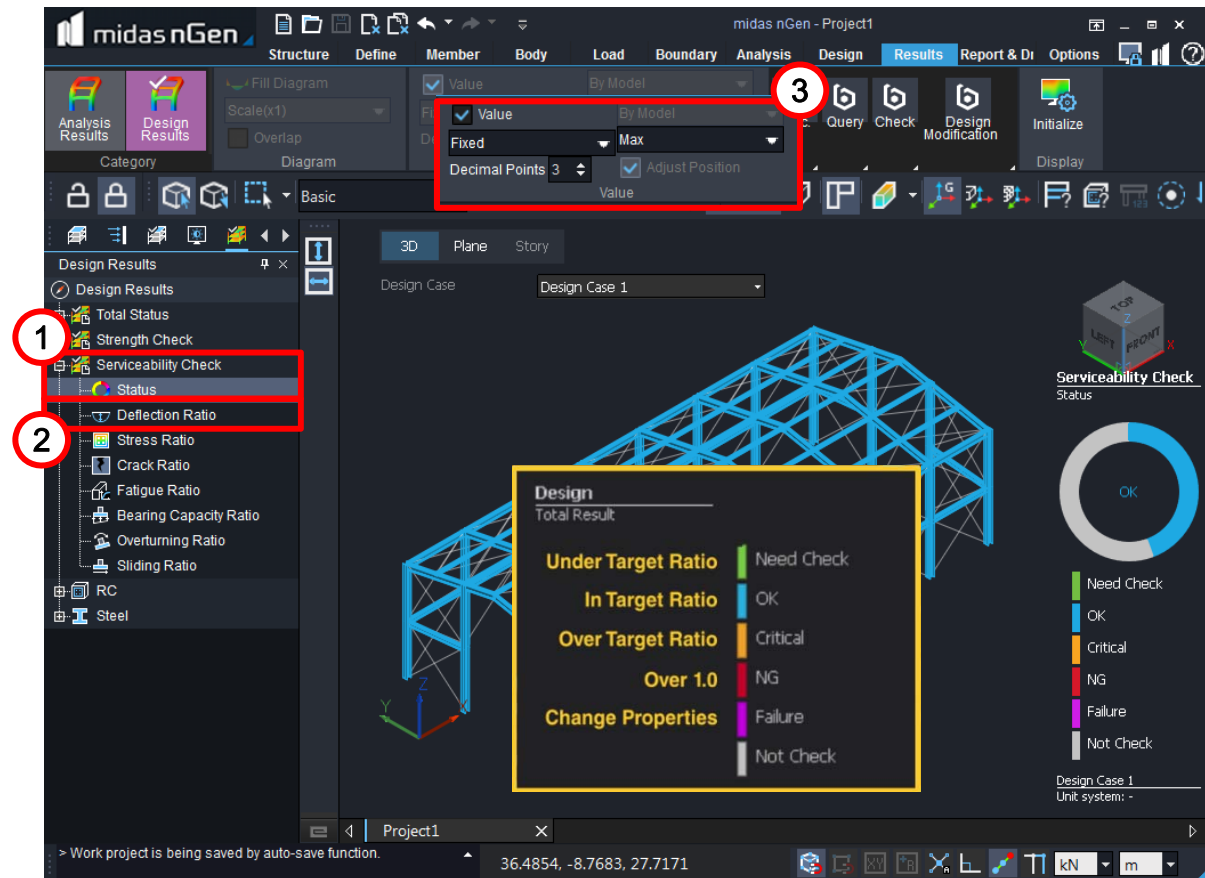 midas nGen
midas nGen - Project1
Structure Define Member Body Load Boundary Analysis Design Results Report & Di Options
Analysis Results
Design Results
Category
Fill Diagram
Scale(x1)
Overlap
Diagram
Value By Model
3
Value By Model
Fixed Max
Decimal Points 3 Adjust Position
Value
Query Check Design Modification
Initialize
Display
Basic
Design Results
Design Results
Total Status
1
Strength Check
Serviceability Check
Status
Deflection Ratio
2
Stress Ratio
Crack Ratio
Fatigue Ratio
Bearing Capacity Ratio
Overturning Ratio
Sliding Ratio
RC
Steel
3D Plane Story
Design Case Design Case 1
TOP
LEFT FRONT
Z
Y X
Serviceability Check
Status
OK
Need Check
OK
Critical
NG
Failure
Not Check
Design Case 1
Unit system: -
Design
Total Result
Under Target Ratio Need Check
In Target Ratio OK
Over Target Ratio Critical
Over 1.0 NG
Change Properties Failure
Not Check
Z
Y X
Project1
> Work project is being saved by auto-save function.
36.4854, -8.7683, 27.7171
kN m